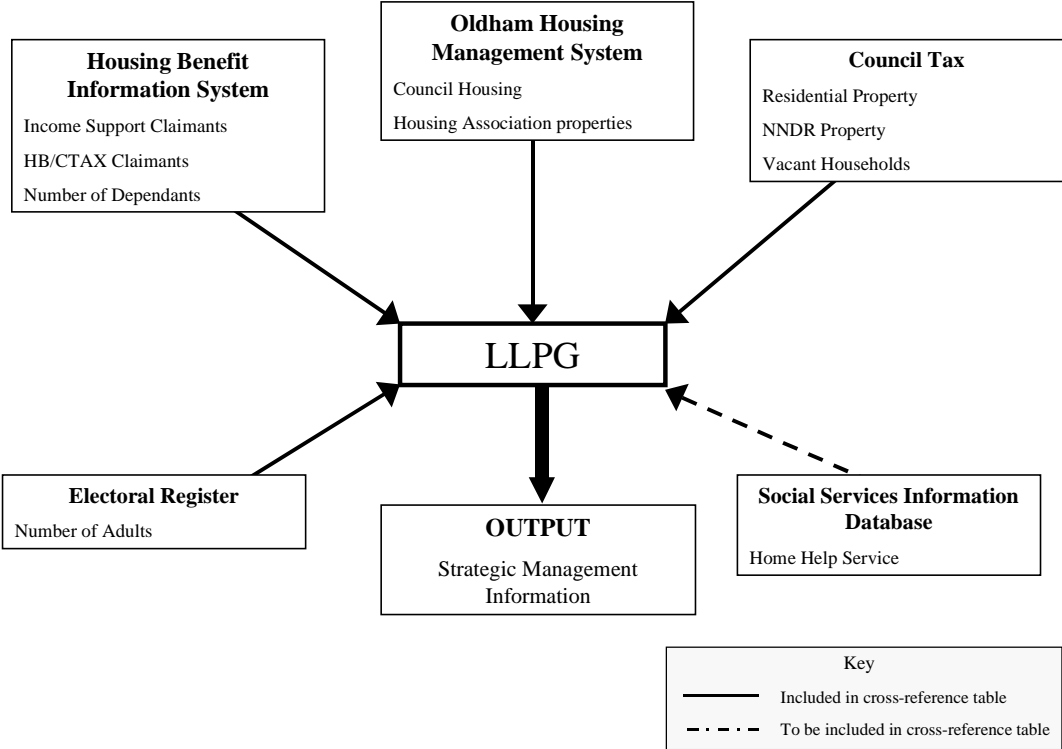 Housing Benefit
Information System
Income Support Claimants
HB/CTAX Claimants
Number of Dependants
Oldham Housing
Management System
Council Housing
Housing Association properties
Council Tax
Residential Property
NNDR Property
Vacant Households
LLPG
Electoral Register
Number of Adults
OUTPUT
Strategic Management
Information
Social Services Information
Database
Home Help Service
Key
Included in cross-reference table
To be included in cross-reference table